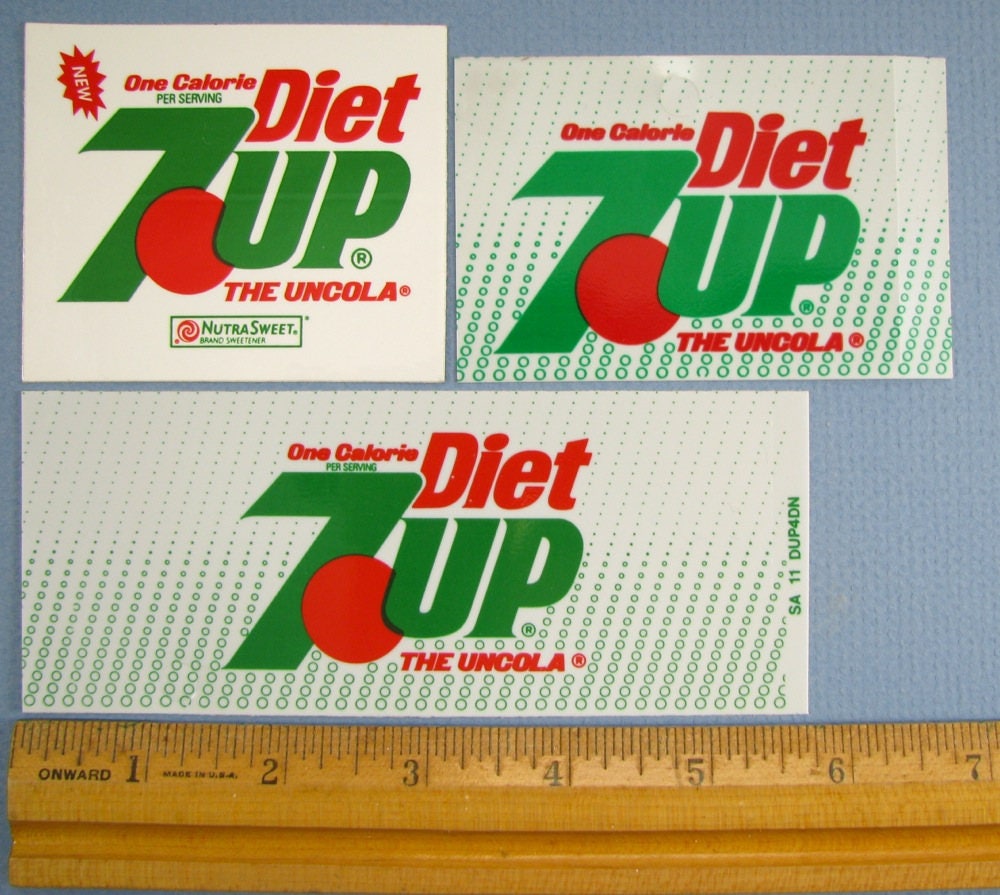 NEW
One Calorie
PER SERVING
Diet
7UP®
THE UNCOLA®
NUTRASWEET®
BRAND SWEETENER
One Calorie
Diet
7UP®
THE UNCOLA®
One Calorie
PER SERVING
Diet
7UP®
THE UNCOLA®
SA 11 DUP4DN
ONWARD 1 MADE IN U.S.A. 2 3 4 5 6 7